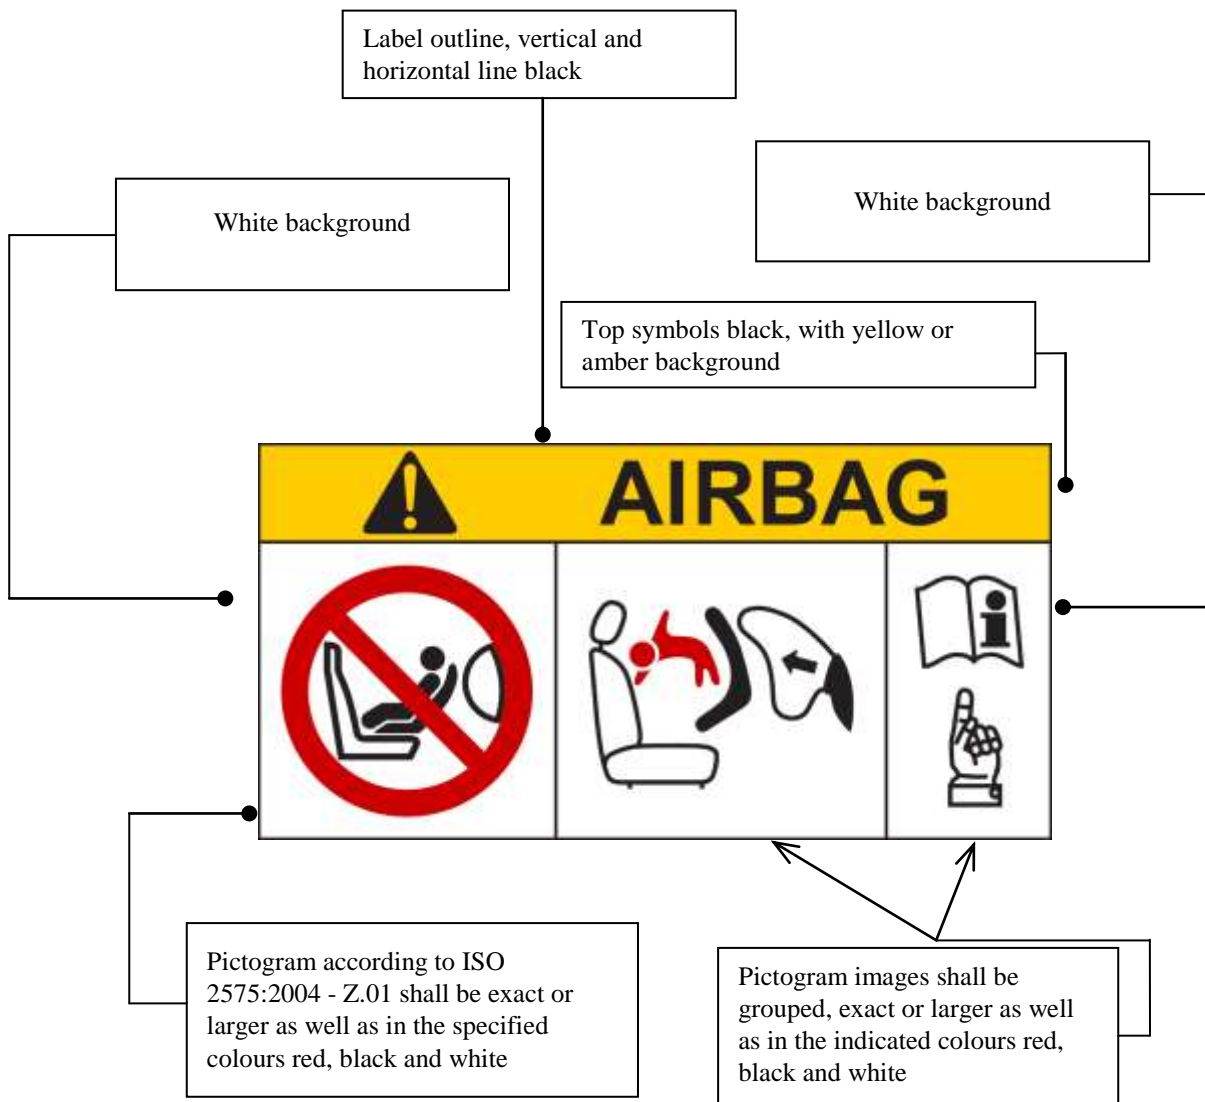 Label outline, vertical and
horizontal line black
White background
White background
Top symbols black, with yellow or
amber background
AIRBAG
Pictogram according to ISO
2575:2004 - Z.01 shall be exact or
larger as well as in the specified
colours red, black and white
Pictogram images shall be
grouped, exact or larger as well
as in the indicated colours red,
black and white